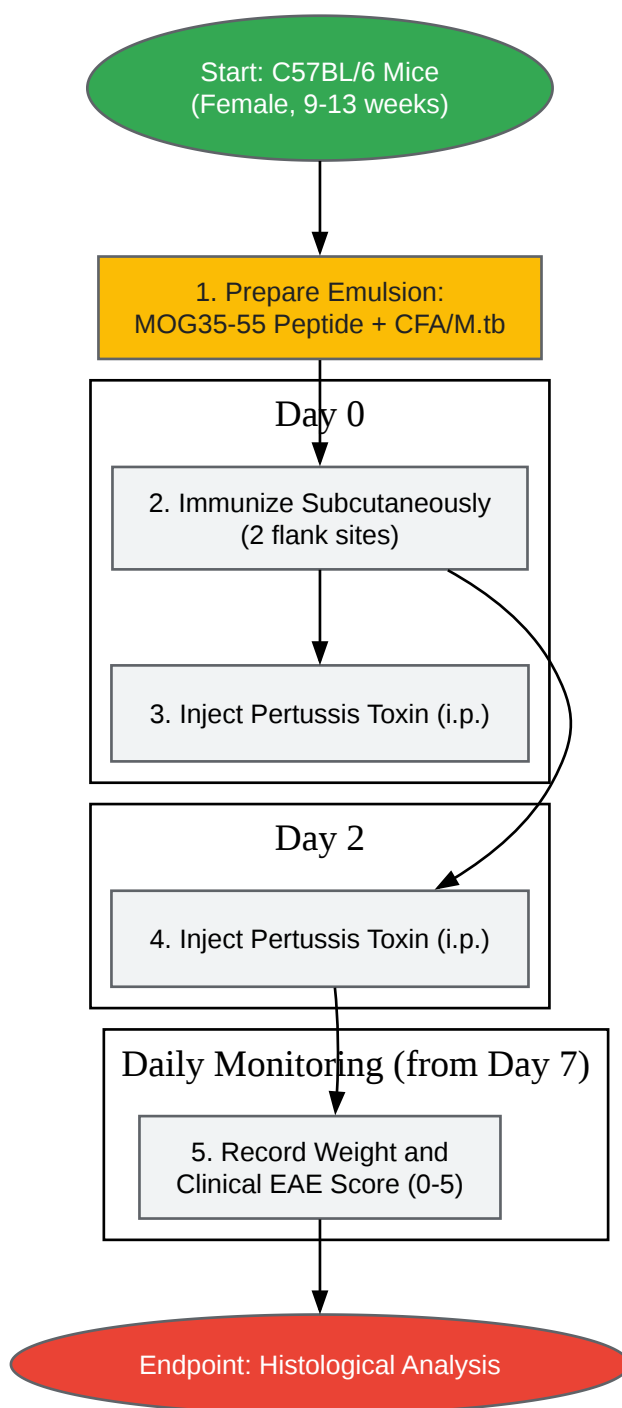 Start: C57BL/6 Mice
(Female, 9-13 weeks)
1. Prepare Emulsion:
MOG35-55 Peptide + CFA/M.tb
Day 0
2. Immunize Subcutaneously
(2 flank sites)
3. Inject Pertussis Toxin (i.p.)
Day 2
4. Inject Pertussis Toxin (i.p.)
Daily Monitoring (from Day 7)
5. Record Weight and
Clinical EAE Score (0-5)
Endpoint: Histological Analysis